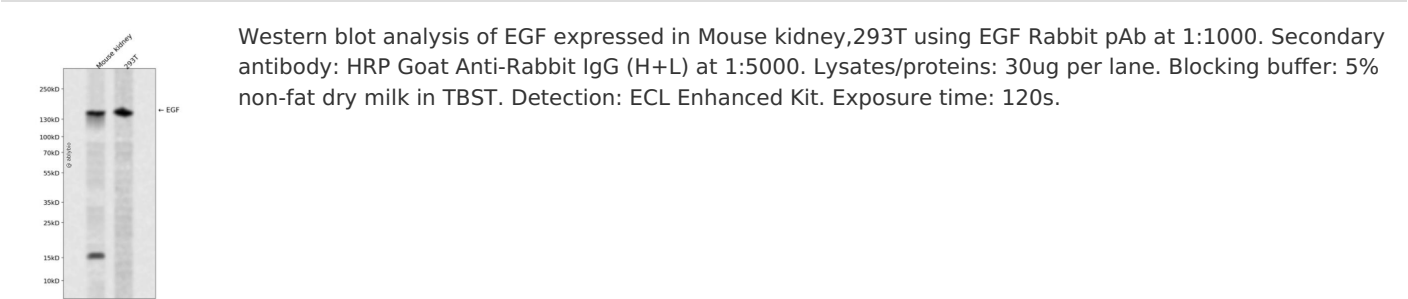 Mouse kidney
293T
250kD
130kD
100kD
70kD
55kD
35kD
25kD
15kD
10kD
← EGF
@ abybio
Western blot analysis of EGF expressed in Mouse kidney,293T using EGF Rabbit pAb at 1:1000. Secondary
antibody: HRP Goat Anti-Rabbit IgG (H+L) at 1:5000. Lysates/proteins: 30ug per lane. Blocking buffer: 5%
non-fat dry milk in TBST. Detection: ECL Enhanced Kit. Exposure time: 120s.